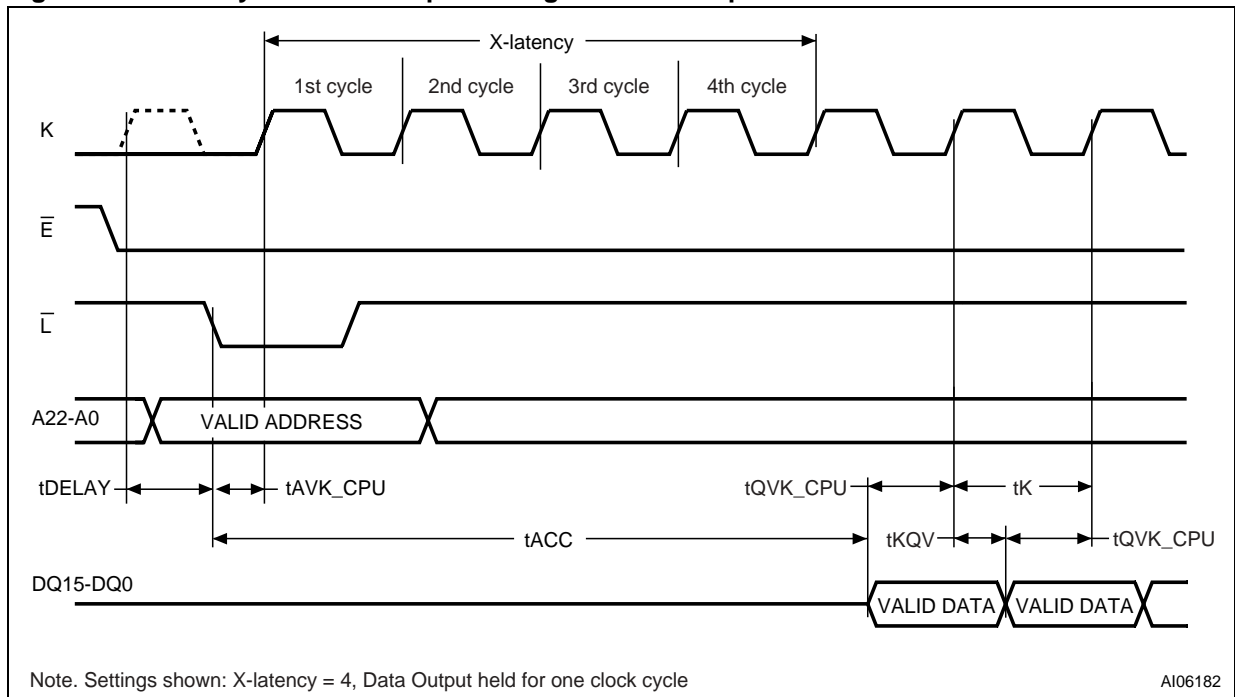 X-latency
1st cycle 2nd cycle 3rd cycle 4th cycle
K
E
L
A22-A0 VALID ADDRESS
tDELAY tAVK_CPU tQVK_CPU tK
tACC tKQV tQVK_CPU
DQ15-DQ0
VALID DATA VALID DATA
Note. Settings shown: X-latency = 4, Data Output held for one clock cycle AI06182